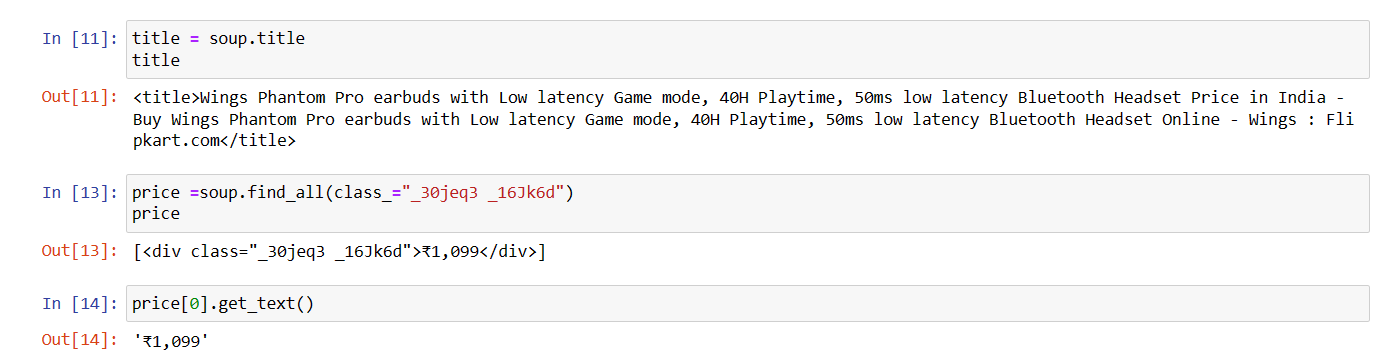 In [11]: title = soup.title
title
Out[11]: <title>Wings Phantom Pro earbuds with Low latency Game mode, 40H Playtime, 50ms low latency Bluetooth Headset Price in India -
Buy Wings Phantom Pro earbuds with Low latency Game mode, 40H Playtime, 50ms low latency Bluetooth Headset Online - Wings : Fli
pkart.com</title>
In [13]: price =soup.find_all(class_="_30jeq3 _16Jk6d")
price
Out[13]: [<div class="_30jeq3 _16Jk6d">₹1,099</div>]
In [14]: price[0].get_text()
Out[14]: '₹1,099'